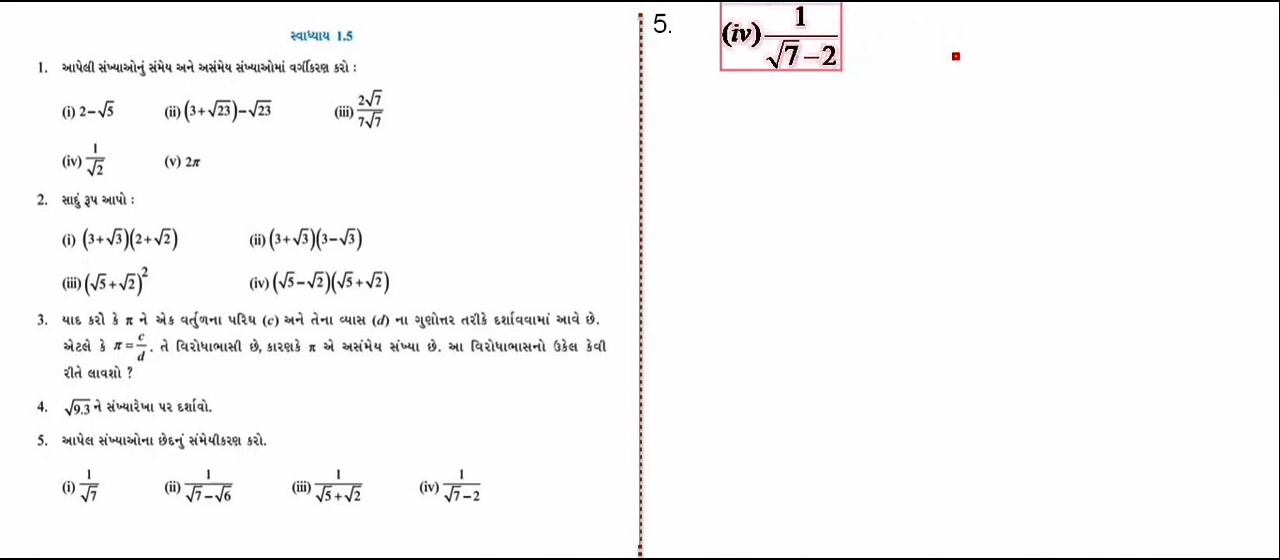 સ્વાધ્યાય 1.5
1. આપેલી સંખ્યાઓનું સંમેય અને અસંમેય સંખ્યાઓમાં વર્ગીકરણ કરો :
(i) 2−√5 (ii) (3+√23)−√23 (iii) 2√7/7√7
(iv) 1/√2 (v) 2π
2. સાદું રૂપ આપો :
(i) (3+√3)(2+√2) (ii) (3+√3)(3−√3)
(iii) (√5+√2)² (iv) (√5−√2)(√5+√2)
3. યાદ કરો કે π ને એક વર્તુળના પરિઘ (c) અને તેના વ્યાસ (d) ના ગુણોત્તર તરીકે દર્શાવવામાં આવે છે.
એટલે કે π=c/d. તે વિરોધાભાસી છે, કારણકે π એ અસંમેય સંખ્યા છે. આ વિરોધાભાસનો ઉકેલ કેવી
રીતે લાવશો ?
4. √9.3 ને સંખ્યારેખા પર દર્શાવો.
5. આપેલ સંખ્યાઓના છેદનું સંમેયીકરણ કરો.
(i) 1/√7 (ii) 1/(√7−√6) (iii) 1/(√5+√2) (iv) 1/(√7−2)
5. (iv) 1/(√7−2)